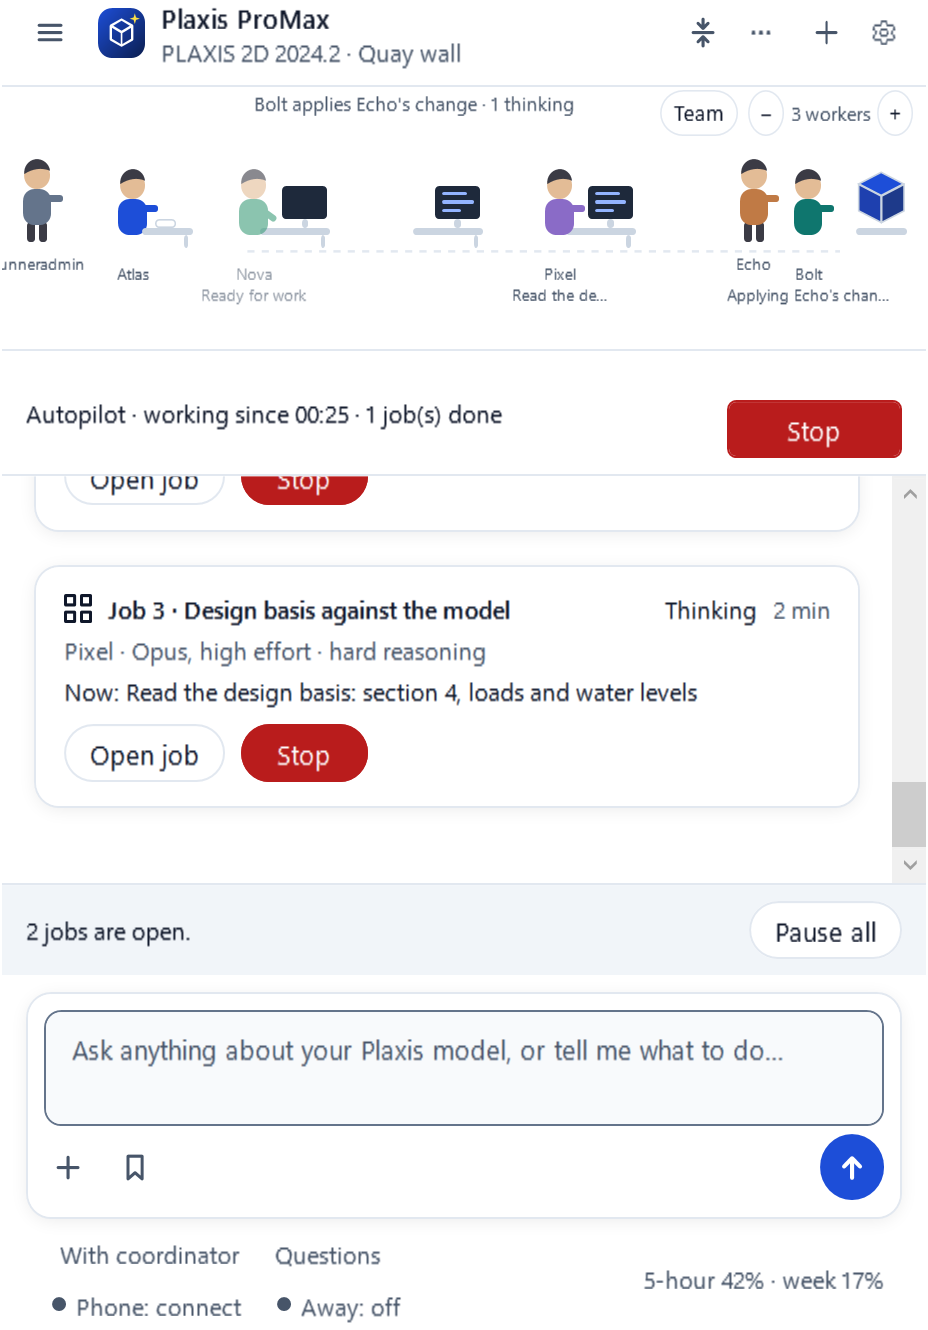 Plaxis ProMax
PLAXIS 2D 2024.2 · Quay wall
Bolt applies Echo's change · 1 thinking
Team
–
3 workers
+
unneradmin
Atlas
Nova
Ready for work
Pixel
Read the de...
Echo
Bolt
Applying Echo's chan...
Autopilot · working since 00:25 · 1 job(s) done
Stop
Open job
Stop
Job 3 · Design basis against the model
Thinking 2 min
Pixel · Opus, high effort · hard reasoning
Now: Read the design basis: section 4, loads and water levels
Open job
Stop
2 jobs are open.
Pause all
Ask anything about your Plaxis model, or tell me what to do...
With coordinator
Questions
5-hour 42% · week 17%
Phone: connect
Away: off